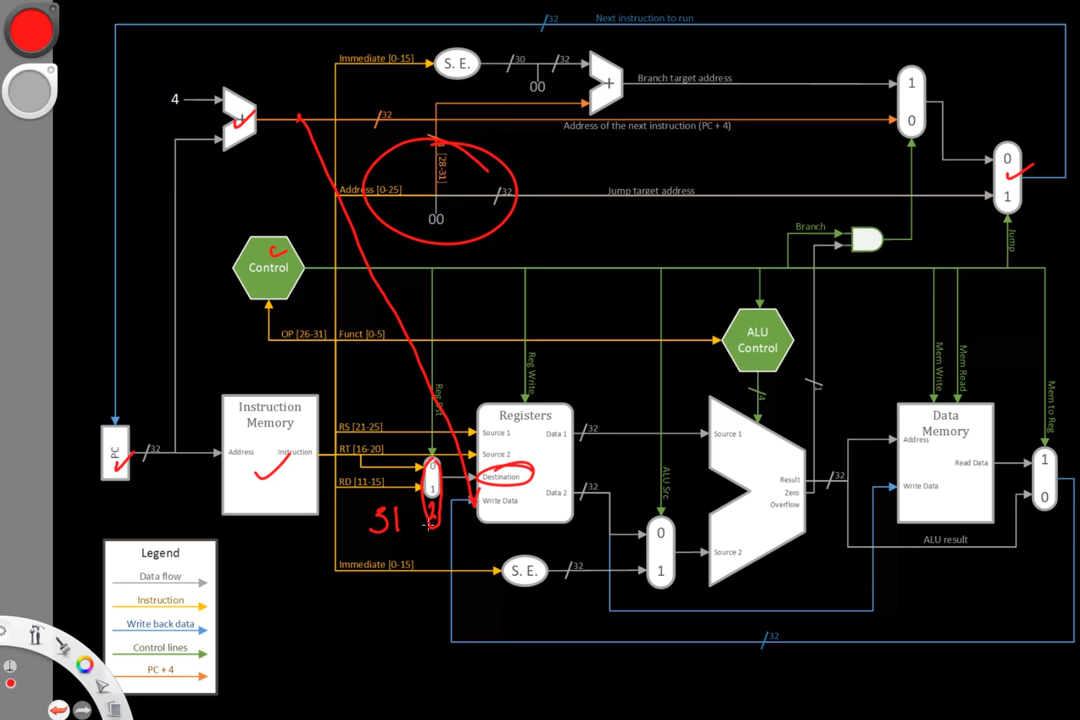 /32 Next instruction to run
Immediate [0-15]
S. E.
/30
/32
00
+
Branch target address
1
0
4
/32
Address of the next instruction (PC + 4)
[28-31]
Address [0-25]
/32
00
Jump target address
0
1
Branch
Jump
C
Control
OP [26-31]
Funct [0-5]
ALU
Control
/4
Reg Dst
Reg Write
ALU Src
Mem Write
Mem Read
Mem to Reg
PC
/32
Instruction
Memory
Address
Instruction
RS [21-25]
RT [16-20]
RD [11-15]
0
1
2
31
Registers
Source 1
Source 2
Destination
Write Data
Data 1
Data 2
/32
/32
Immediate [0-15]
S. E.
/32
0
1
Source 1
Source 2
Result
Zero
Overflow
/32
Data
Memory
Address
Write Data
Read Data
ALU result
1
0
/32
Legend
Data flow
Instruction
Write back data
Control lines
PC + 4